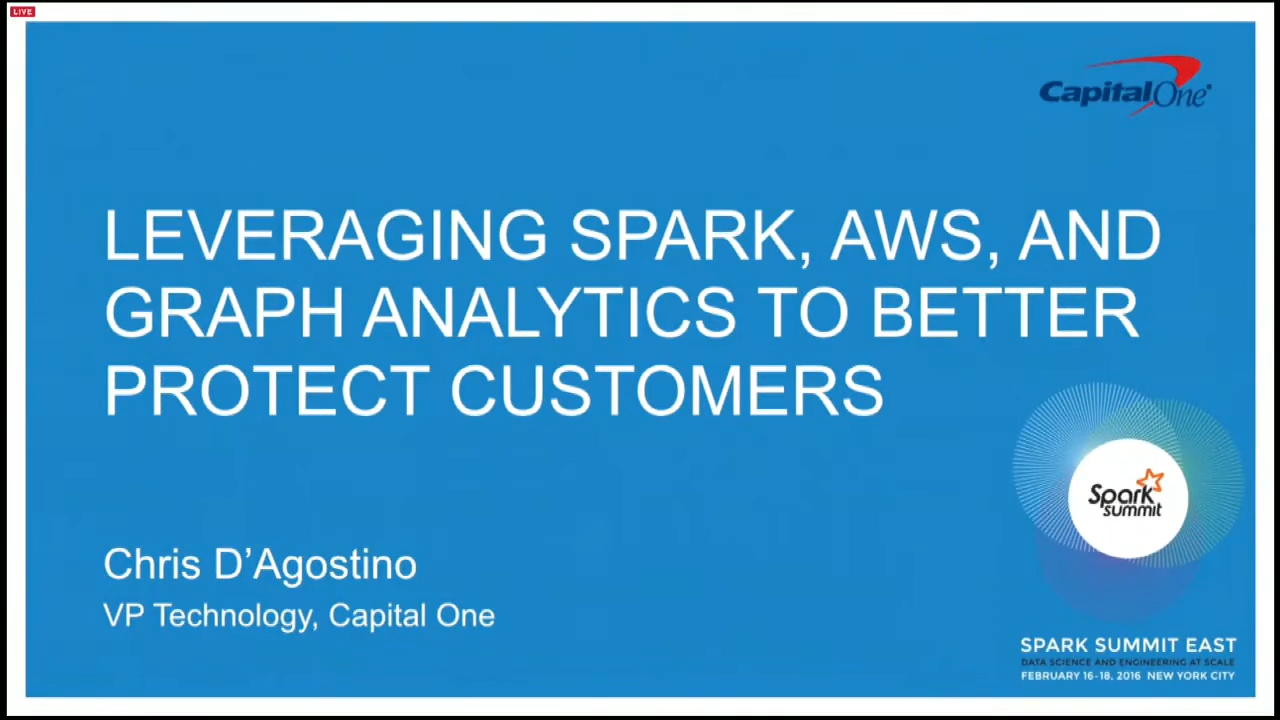 LIVE
CapitalOne
LEVERAGING SPARK, AWS, AND
GRAPH ANALYTICS TO BETTER
PROTECT CUSTOMERS
Spark
summit
Chris D’Agostino
VP Technology, Capital One
SPARK SUMMIT EAST
DATA SCIENCE AND ENGINEERING AT SCALE
FEBRUARY 16-18, 2016 NEW YORK CITY